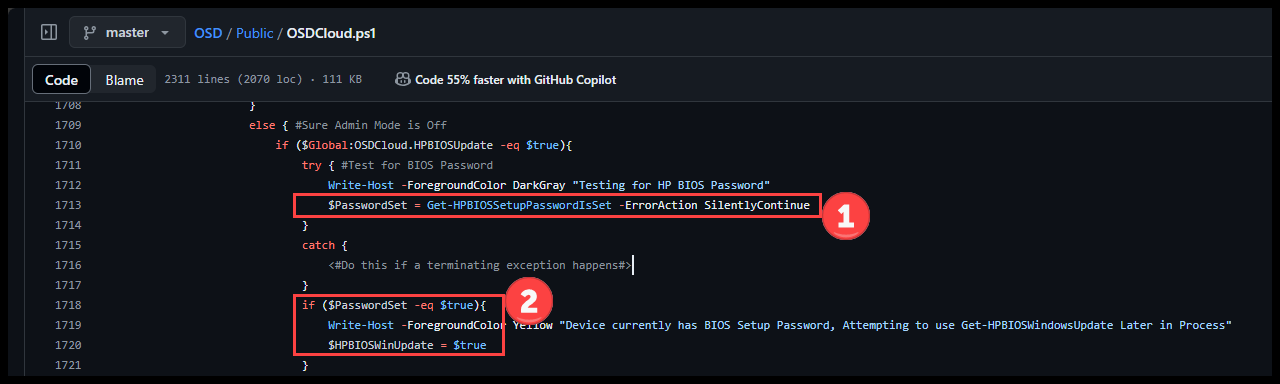 master OSD / Public / OSDCloud.ps1
Code Blame 2311 lines (2070 loc) · 111 KB Code 55% faster with GitHub Copilot
1708 }
1709 else { #Sure Admin Mode is Off
1710 if ($Global:OSDCloud.HPBIOSUpdate -eq $true){
1711 try { #Test for BIOS Password
1712 Write-Host -ForegroundColor DarkGray "Testing for HP BIOS Password"
1713 $PasswordSet = Get-HPBIOSSetupPasswordIsSet -ErrorAction SilentlyContinue
1
1714 }
1715 catch {
1716 <#Do this if a terminating exception happens#>
1717 }
1718 if ($PasswordSet -eq $true){
2
1719 Write-Host -ForegroundColor Yellow "Device currently has BIOS Setup Password, Attempting to use Get-HPBIOSWindowsUpdate Later in Process"
1720 $HPBIOSWinUpdate = $true
1721 }